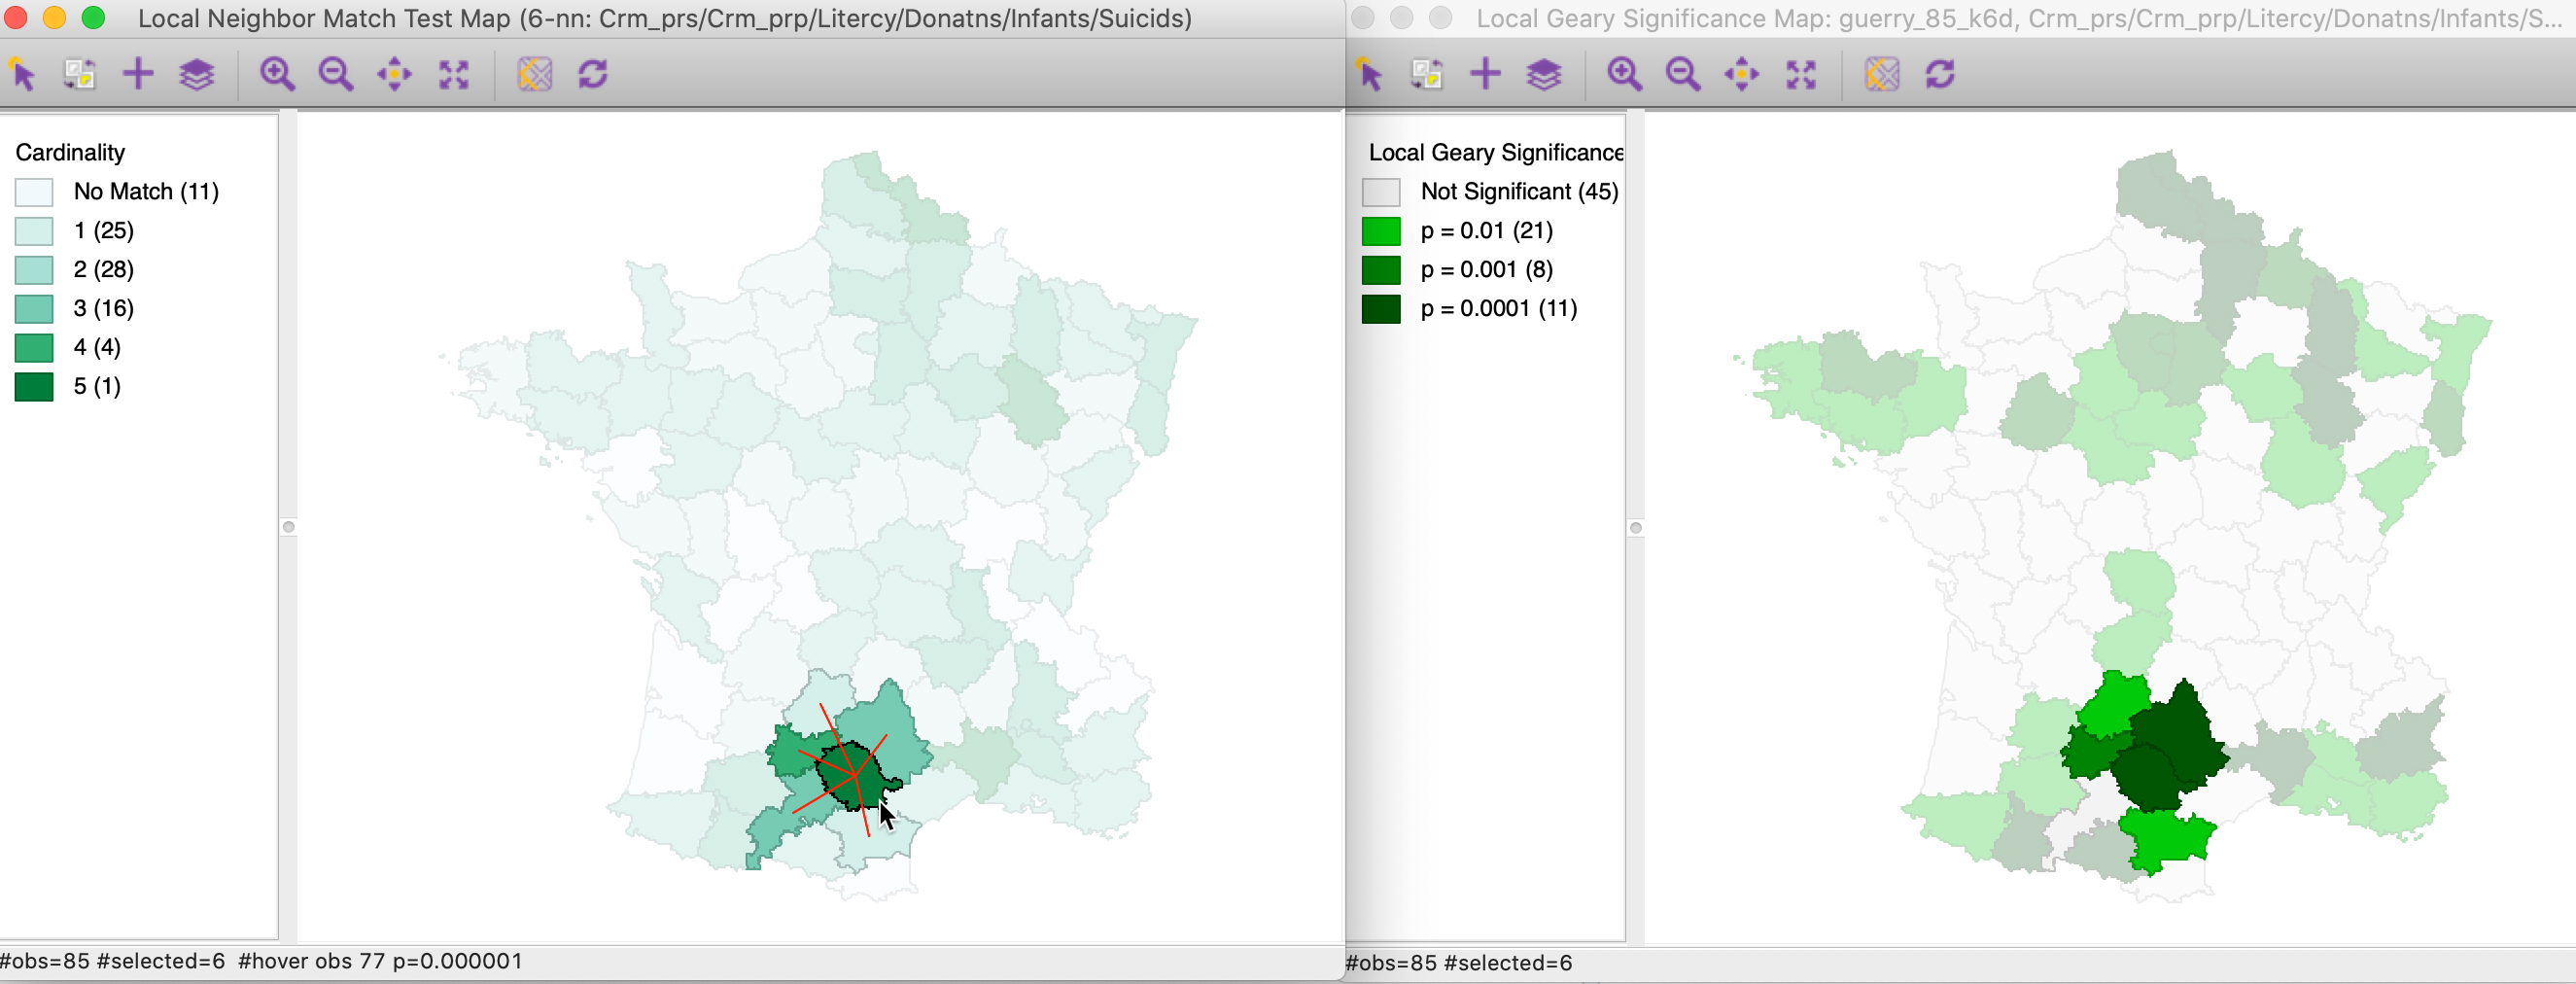 Local Neighbor Match Test Map (6-nn: Crm_prs/Crm_prp/Litercy/Donatns/Infants/Suicids)
Cardinality
No Match (11)
1 (25)
2 (28)
3 (16)
4 (4)
5 (1)
#obs=85 #selected=6 #hover obs 77 p=0.000001
Local Geary Significance Map: guerry_85_k6d, Crm_prs/Crm_prp/Litercy/Donatns/Infants/S...
Local Geary Significance
Not Significant (45)
p = 0.01 (21)
p = 0.001 (8)
p = 0.0001 (11)
#obs=85 #selected=6